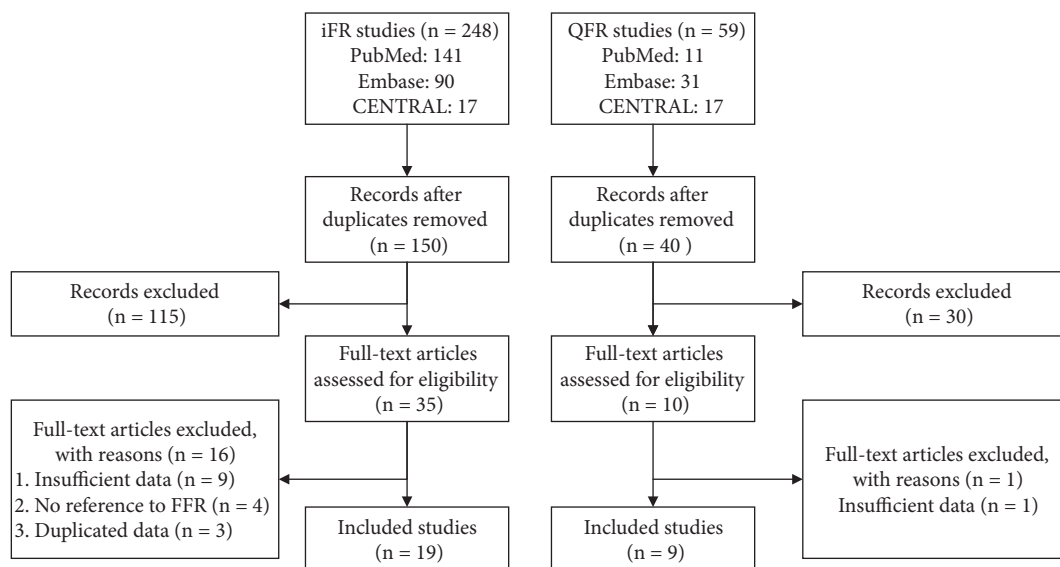 iFR studies (n = 248)
PubMed: 141
Embase: 90
CENTRAL: 17
QFR studies (n = 59)
PubMed: 11
Embase: 31
CENTRAL: 17
Records after
duplicates removed
(n = 150)
Records after
duplicates removed
(n = 40 )
Records excluded
(n = 115)
Records excluded
(n = 30)
Full-text articles
assessed for eligibility
(n = 35)
Full-text articles
assessed for eligibility
(n = 10)
Full-text articles excluded,
with reasons (n = 16)
1. Insufficient data (n = 9)
2. No reference to FFR (n = 4)
3. Duplicated data (n = 3)
Full-text articles excluded,
with reasons (n = 1)
Insufficient data (n = 1)
Included studies
(n = 19)
Included studies
(n = 9)